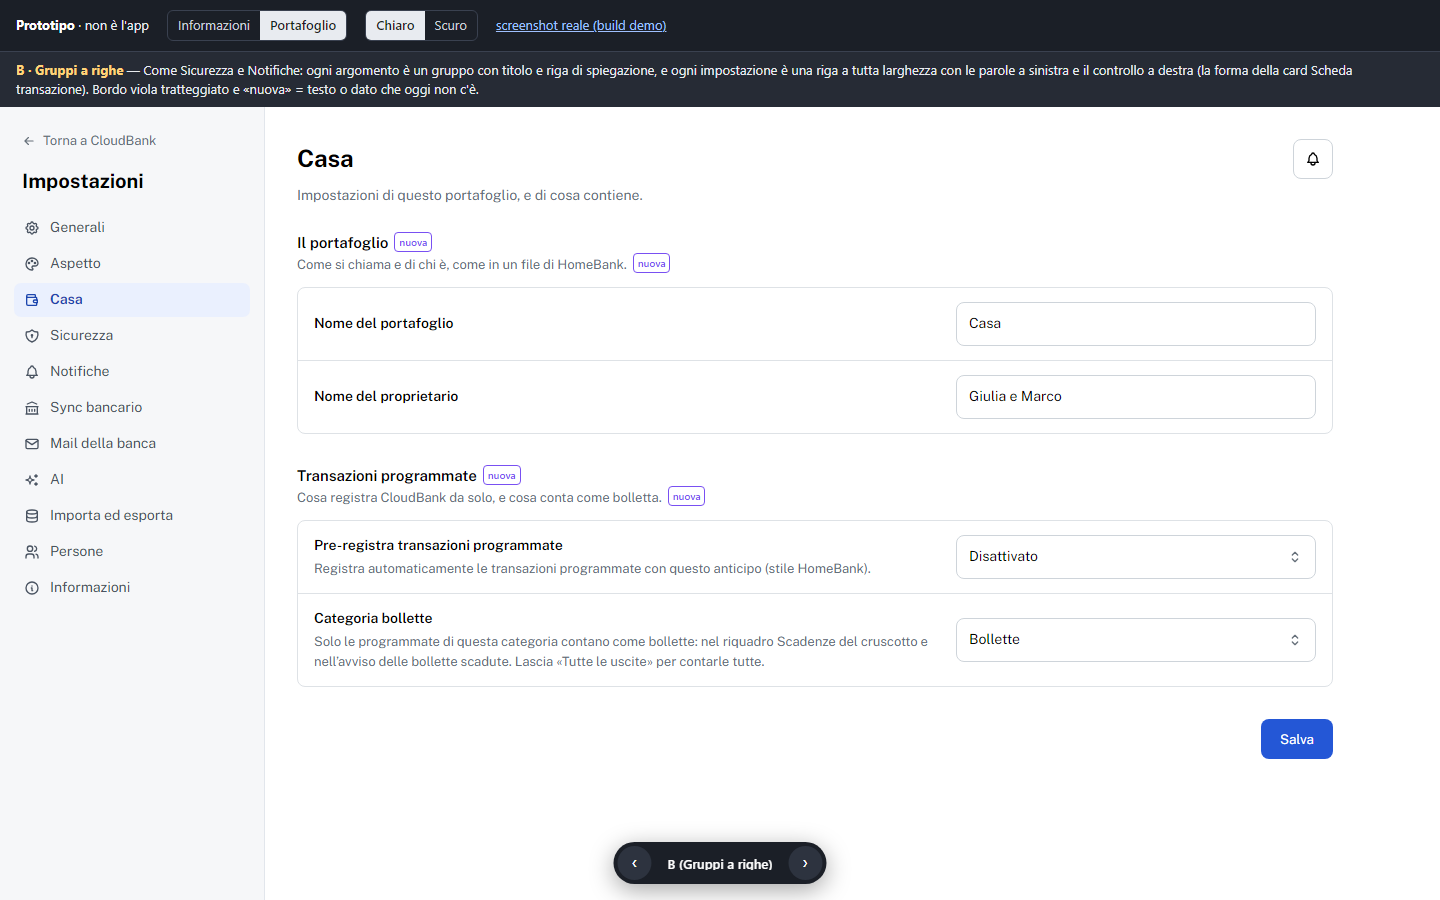 Prototipo · non è l'app
Informazioni
Portafoglio
Chiaro
Scuro
screenshot reale (build demo)
B · Gruppi a righe — Come Sicurezza e Notifiche: ogni argomento è un gruppo con titolo e riga di spiegazione, e ogni impostazione è una riga a tutta larghezza con le parole a sinistra e il controllo a destra (la forma della card Scheda
transazione). Bordo viola tratteggiato e «nuova» = testo o dato che oggi non c'è.
← Torna a CloudBank
Impostazioni
Generali
Aspetto
Casa
Sicurezza
Notifiche
Sync bancario
Mail della banca
AI
Importa ed esporta
Persone
Informazioni
Casa
Impostazioni di questo portafoglio, e di cosa contiene.
Il portafoglio nuova
Come si chiama e di chi è, come in un file di HomeBank. nuova
Nome del portafoglio
Casa
Nome del proprietario
Giulia e Marco
Transazioni programmate nuova
Cosa registra CloudBank da solo, e cosa conta come bolletta. nuova
Pre-registra transazioni programmate
Registra automaticamente le transazioni programmate con questo anticipo (stile HomeBank).
Disattivato
Categoria bollette
Solo le programmate di questa categoria contano come bollette: nel riquadro Scadenze del cruscotto e
nell'avviso delle bollette scadute. Lascia «Tutte le uscite» per contarle tutte.
Bollette
Salva
‹ B (Gruppi a righe) ›